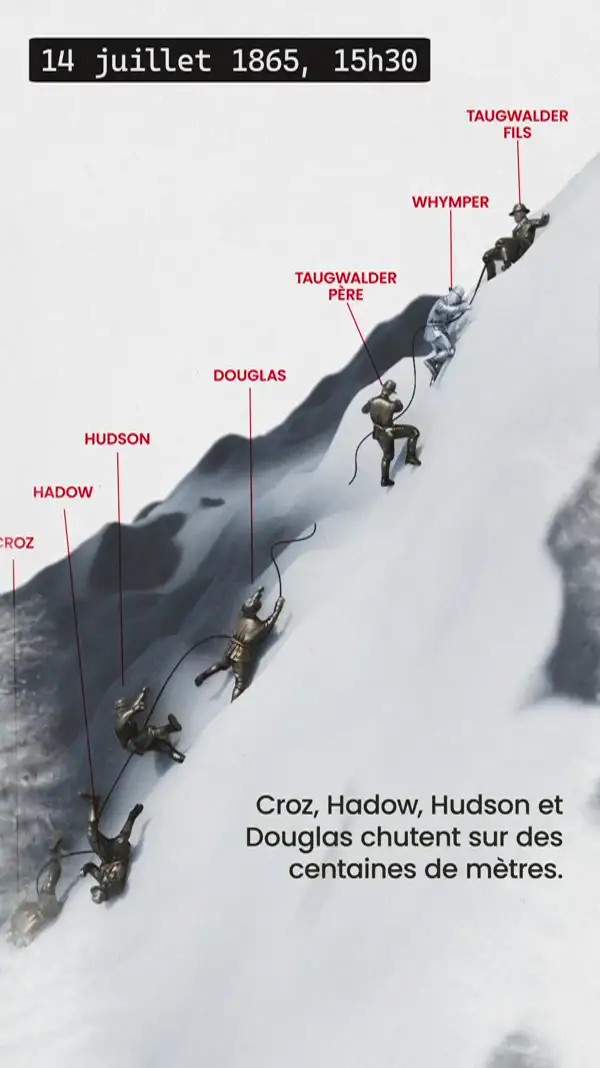 14 juillet 1865, 15h30
TAUGWALDER
FILS
WHYMPER
TAUGWALDER
PÈRE
DOUGLAS
HUDSON
HADOW
CROZ
Croz, Hadow, Hudson et
Douglas chutent sur des
centaines de mètres.